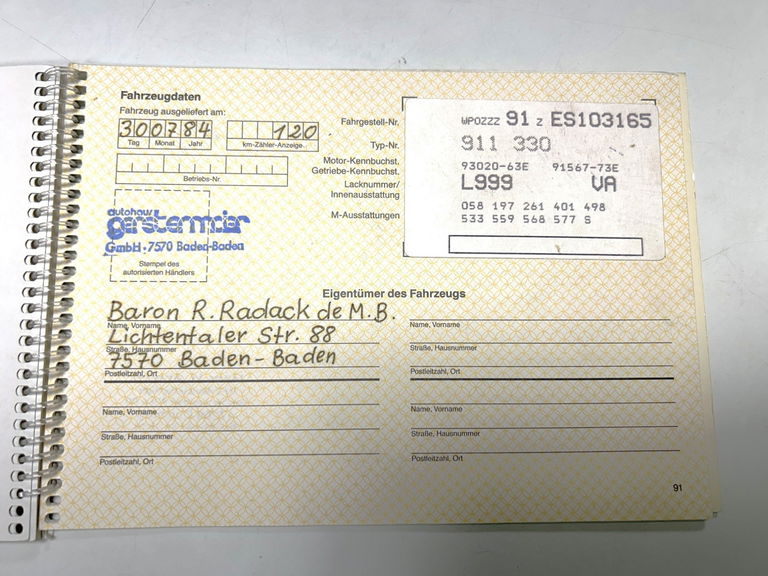 Fahrzeugdaten
Fahrzeug ausgeliefert am:
300784 120
Tag Monat Jahr km-Zähler-Anzeige
Betriebs-Nr.
autohaus
gerstenmaier
GmbH · 7570 Baden-Baden
Stempel des
autorisierten Händlers
Fahrgestell-Nr. WPOZZZ 91 Z ES103165
Typ-Nr. 911 330
Motor-Kennbuchst.
Getriebe-Kennbuchst. 93020-63E 91567-73E
Lacknummer/
Innenausstattung L999 VA
M-Ausstattungen 058 197 261 401 498
533 559 568 577 S
Eigentümer des Fahrzeugs
Baron R. Radack de M.B.
Name, Vorname Name, Vorname
Lichtentaler Str. 88
Straße, Hausnummer Straße, Hausnummer
7570 Baden-Baden
Postleitzahl, Ort Postleitzahl, Ort
Name, Vorname Name, Vorname
Straße, Hausnummer Straße, Hausnummer
Postleitzahl, Ort Postleitzahl, Ort
91